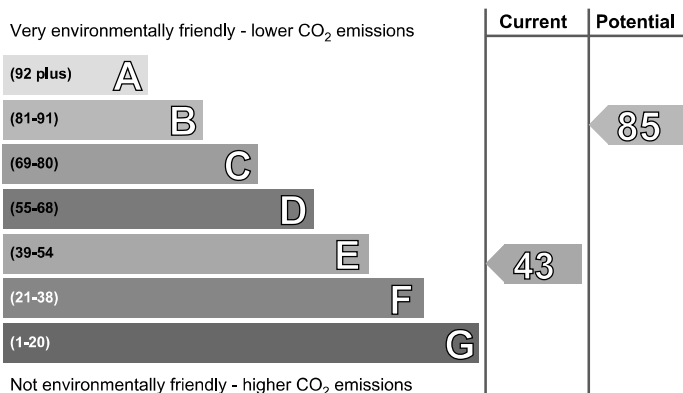 Very environmentally friendly - lower CO₂ emissions
Current
Potential
(92 plus) A
(81-91) B
85
(69-80) C
(55-68) D
(39-54 E
43
(21-38) F
(1-20) G
Not environmentally friendly - higher CO₂ emissions